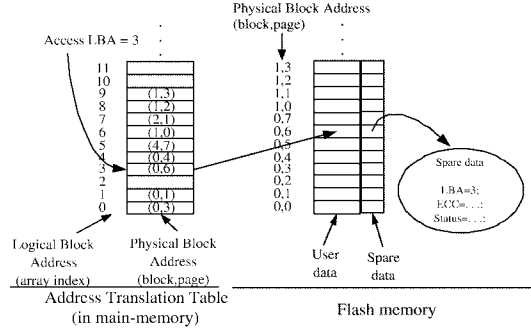 Physical Block Address
(block,page)
Access LBA = 3
11
10
9 (1,3)
8 (1,2)
7 (2,1)
6 (1,0)
5 (4,7)
4 (0,4)
3 (0,6)
2
1 (0,1)
0 (0,3)
1,3
1,2
1,1
1,0
0,7
0,6
0,5
0,4
0,3
0,2
0,1
0,0
Spare data
LBA=3;
ECC=. . .;
Status=. . .;
Logical Block
Address
(array index)
Physical Block
Address
(block,page)
User
data
Spare
data
Address Translation Table
(in main-memory)
Flash memory